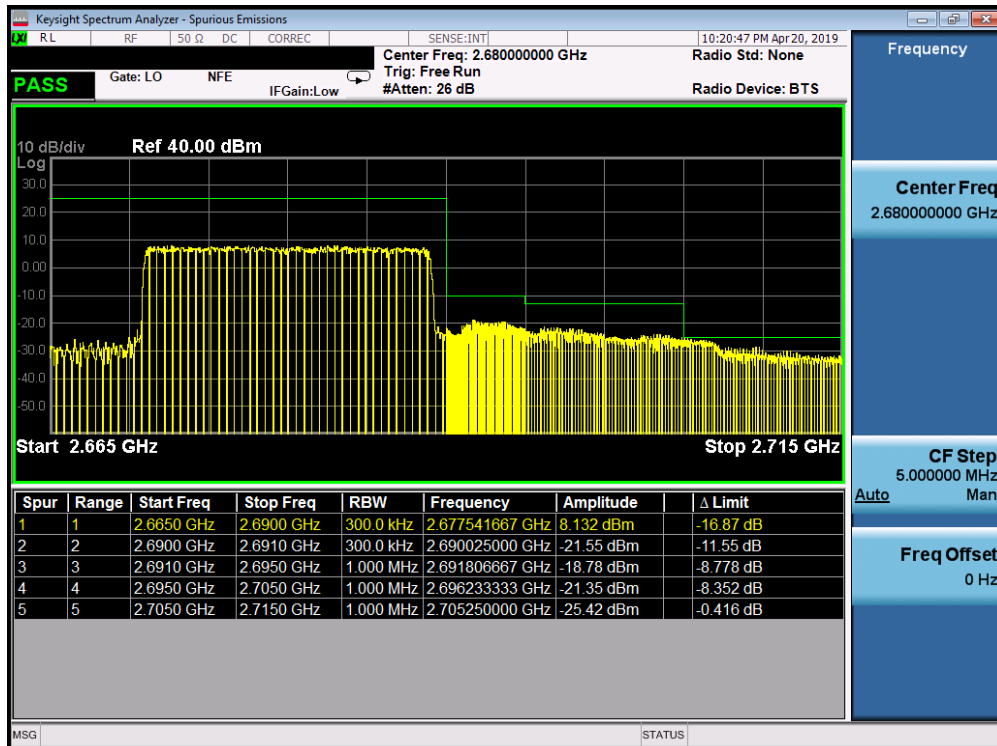 Keysight Spectrum Analyzer - Spurious Emissions
LXI RL RF 50 Ω DC CORREC SENSE:INT 10:20:47 PM Apr 20, 2019
Center Freq: 2.680000000 GHz Radio Std: None
PASS Gate: LO NFE Trig: Free Run
IFGain:Low #Atten: 26 dB Radio Device: BTS
10 dB/div Ref 40.00 dBm
Log
30.0
20.0
10.0
0.00
-10.0
-20.0
-30.0
-40.0
-50.0
Start 2.665 GHz Stop 2.715 GHz
Spur Range Start Freq Stop Freq RBW Frequency Amplitude Δ Limit
1 1 2.6650 GHz 2.6900 GHz 300.0 kHz 2.677541667 GHz 8.132 dBm -16.87 dB
2 2 2.6900 GHz 2.6910 GHz 300.0 kHz 2.690025000 GHz -21.55 dBm -11.55 dB
3 3 2.6910 GHz 2.6950 GHz 1.000 MHz 2.691806667 GHz -18.78 dBm -8.778 dB
4 4 2.6950 GHz 2.7050 GHz 1.000 MHz 2.696233333 GHz -21.35 dBm -8.352 dB
5 5 2.7050 GHz 2.7150 GHz 1.000 MHz 2.705250000 GHz -25.42 dBm -0.416 dB
Frequency
Center Freq
2.680000000 GHz
CF Step
5.000000 MHz
Auto Man
Freq Offset
0 Hz
MSG STATUS